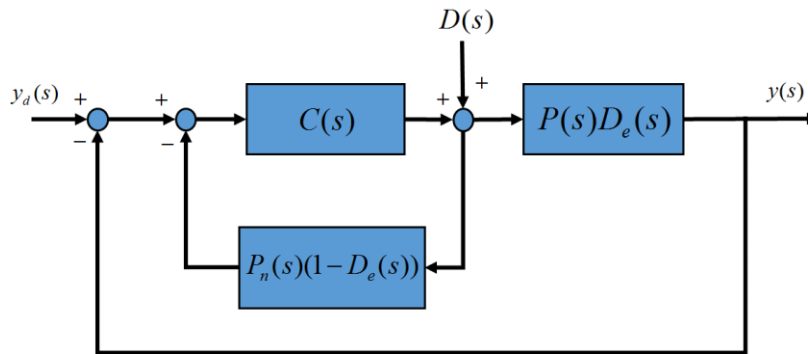 D(s)
y_d(s)
+
−
+
−
C(s)
+
+
P(s)D_e(s)
y(s)
P_n(s)(1−D_e(s))